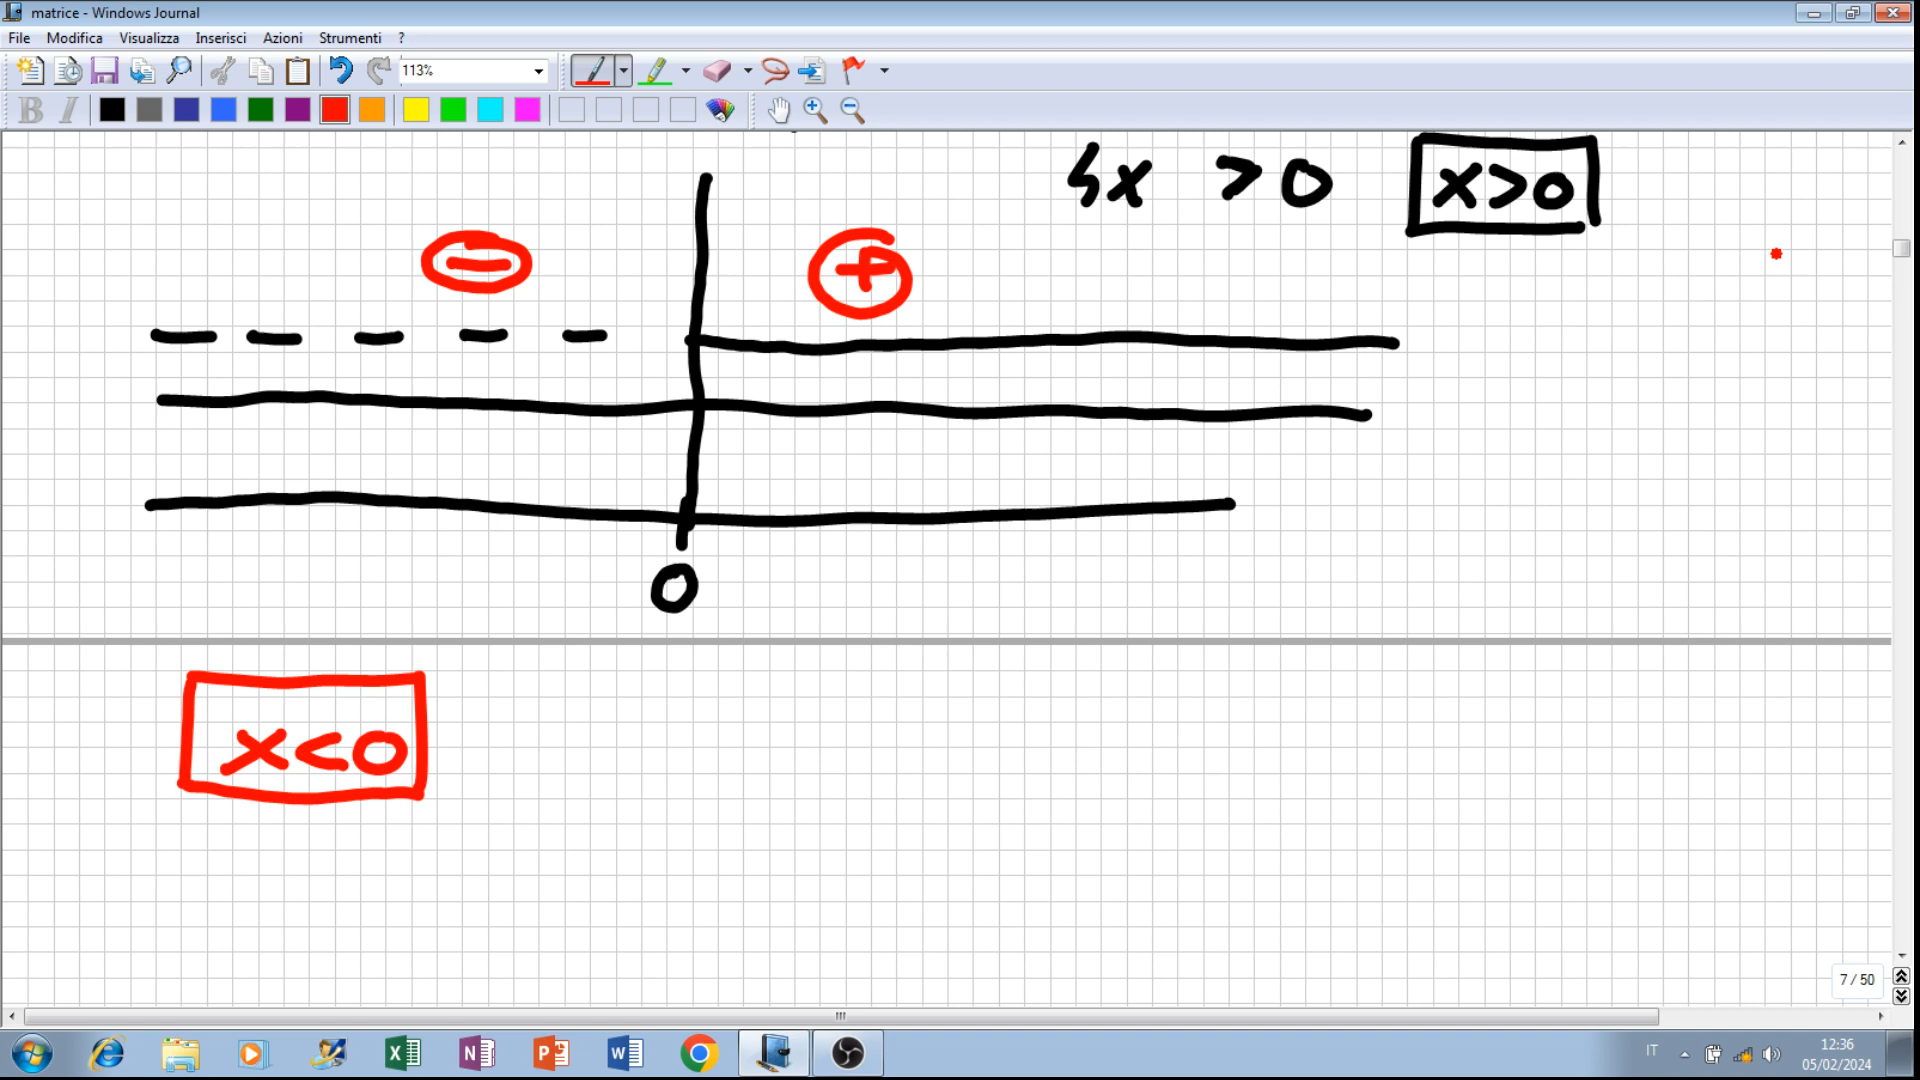 matrice - Windows Journal
File Modifica Visualizza Inserisci Azioni Strumenti ?
113%
B I
4x > 0 x>0
− +
0
x<0
7 / 50
IT 12:36
05/02/2024